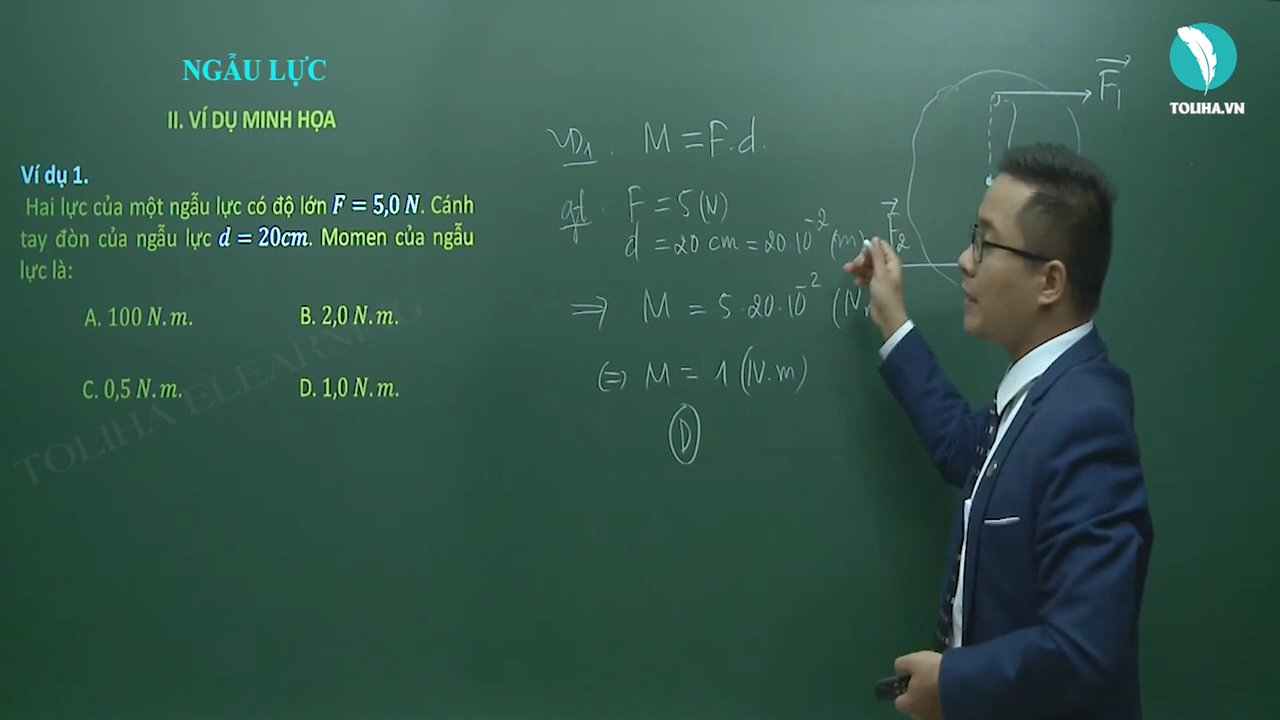 NGẪU LỰC
II. VÍ DỤ MINH HỌA
Ví dụ 1.
Hai lực của một ngẫu lực có độ lớn F = 5,0 N. Cánh
tay đòn của ngẫu lực d = 20cm. Momen của ngẫu
lực là:
A. 100 N.m. B. 2,0 N.m.
C. 0,5 N.m. D. 1,0 N.m.
TOLIHA ELEARNING
VD1. M = F.d.
F = 5 (N)
d = 20 cm = 20.10⁻² (m)
⇒ M = 5.20.10⁻² (N.
⇔ M = 1 (N.m)
D
F₁
F₂
TOLIHA.VN